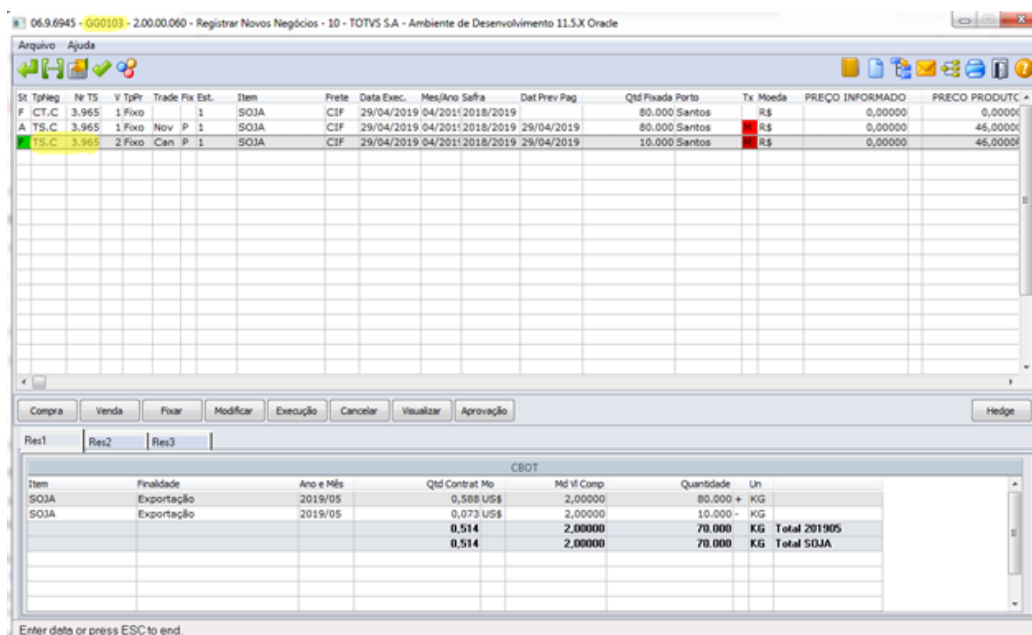 06.9.6945 - GG0103 - 2.00.00.060 - Registrar Novos Negócios - 10 - TOTVS S.A - Ambiente de Desenvolvimento 11.5.X Oracle
Arquivo Ajuda
St TpNeg Nr TS V TpPr Trade Fix Est. Item Frete Data Exec. Mes/Ano Safra Dat Prev Pag Qtd Fixada Porto Tx Moeda PREÇO INFORMADO PRECO PRODUTO
F CT.C 3.965 1 Fixo 1 SOJA CIF 29/04/2019 04/2019 2018/2019 80.000 Santos R$ 0,00000 0,00000
A TS.C 3.965 1 Fixo Nov P 1 SOJA CIF 29/04/2019 04/2019 2018/2019 29/04/2019 80.000 Santos M R$ 0,00000 46,00000
F TS.C 3.965 2 Fixo Can P 1 SOJA CIF 29/04/2019 04/2019 2018/2019 29/04/2019 10.000 Santos M R$ 0,00000 46,00000
Compra Venda Fixar Modificar Execução Cancelar Visualizar Aprovação Hedge
Res1 Res2 Res3
CBOT
Item Finalidade Ano e Mês Qtd Contrat Mo Md Vl Comp Quantidade Un
SOJA Exportação 2019/05 0,588 US$ 2,00000 80.000 + KG
SOJA Exportação 2019/05 0,073 US$ 2,00000 10.000 - KG
0,514 2,00000 70.000 KG Total 201905
0,514 2,00000 70.000 KG Total SOJA
Enter data or press ESC to end.